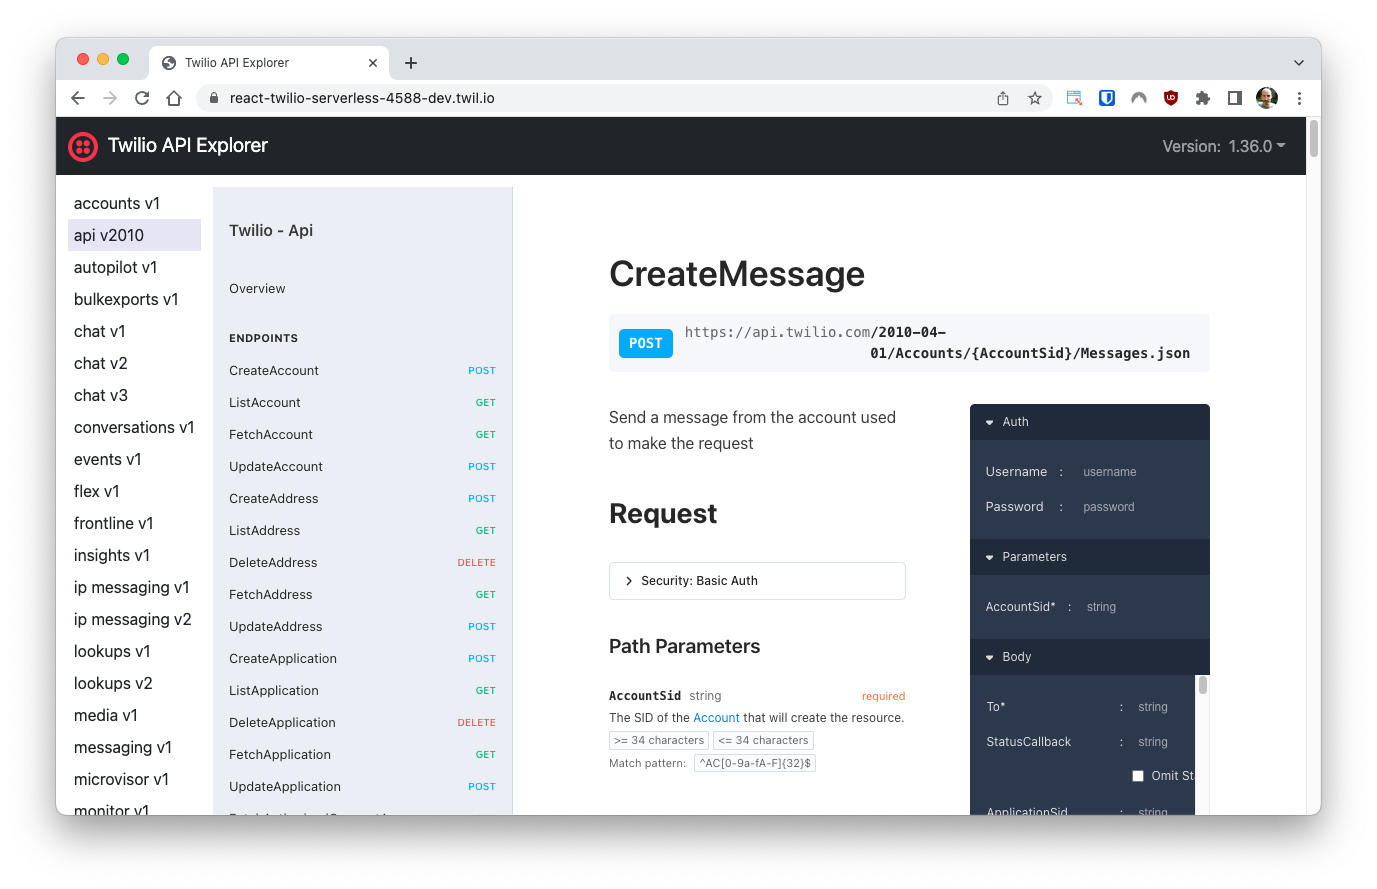 Twilio API Explorer
react-twilio-serverless-4588-dev.twil.io
Twilio API Explorer
Version: 1.36.0
accounts v1
api v2010
autopilot v1
bulkexports v1
chat v1
chat v2
chat v3
conversations v1
events v1
flex v1
frontline v1
insights v1
ip messaging v1
ip messaging v2
lookups v1
lookups v2
media v1
messaging v1
microvisor v1
monitor v1
Twilio - Api
Overview
ENDPOINTS
CreateAccount POST
ListAccount GET
FetchAccount GET
UpdateAccount POST
CreateAddress POST
ListAddress GET
DeleteAddress DELETE
FetchAddress GET
UpdateAddress POST
CreateApplication POST
ListApplication GET
DeleteApplication DELETE
FetchApplication GET
UpdateApplication POST
CreateMessage
POST https://api.twilio.com/2010-04-
01/Accounts/{AccountSid}/Messages.json
Send a message from the account used
to make the request
Request
Security: Basic Auth
Path Parameters
AccountSid string required
The SID of the Account that will create the resource.
>= 34 characters <= 34 characters
Match pattern: ^AC[0-9a-fA-F]{32}$
Auth
Username : username
Password : password
Parameters
AccountSid* : string
Body
To* : string
StatusCallback : string
Omit St
ApplicationSid : string